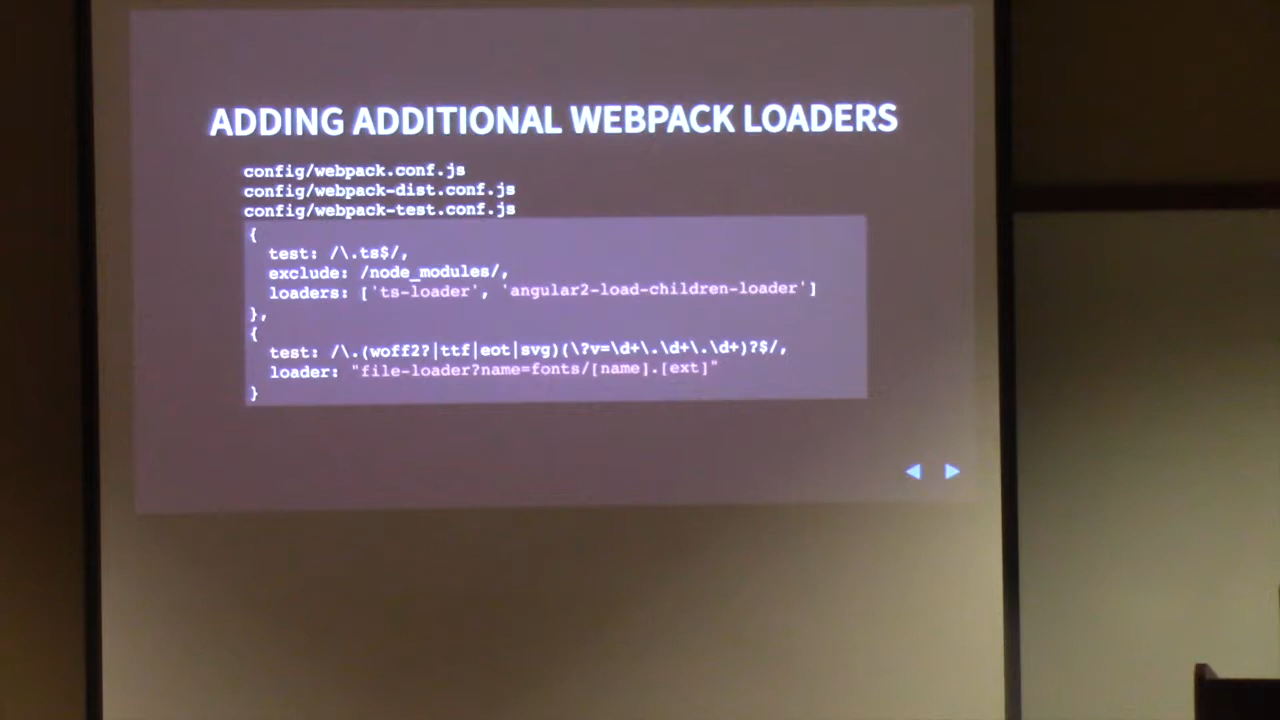 ADDING ADDITIONAL WEBPACK LOADERS
config/webpack.conf.js
config/webpack-dist.conf.js
config/webpack-test.conf.js
{
  test: /\.ts$/,
  exclude: /node_modules/,
  loaders: ['ts-loader', 'angular2-load-children-loader']
},
{
  test: /\.(woff2?|ttf|eot|svg)(\?v=\d+\.\d+\.\d+)?$/,
  loader: "file-loader?name=fonts/[name].[ext]"
}